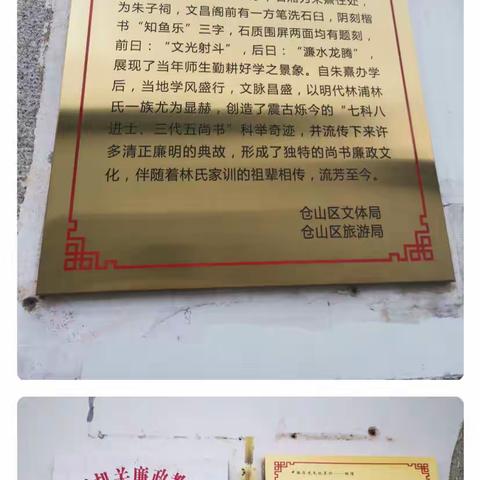 为朱子祠，文昌阁前有一方笔洗石臼，阴刻楷
书“知鱼乐”三字，石质围屏两面均有题刻，
前曰：“文光射斗”，后曰：“濂水龙腾”，
展现了当年师生勤耕好学之景象。自朱熹办学
后，当地学风盛行，文脉昌盛，以明代林浦林
氏一族尤为显赫，创造了震古烁今的“七科八
进士、三代五尚书”科举奇迹，并流传下来许
多清正廉明的典故，形成了独特的尚书廉政文
化，伴随着林氏家训的祖辈相传，流芳至今。
仓山区文体局
仓山区旅游局
机关廉政教